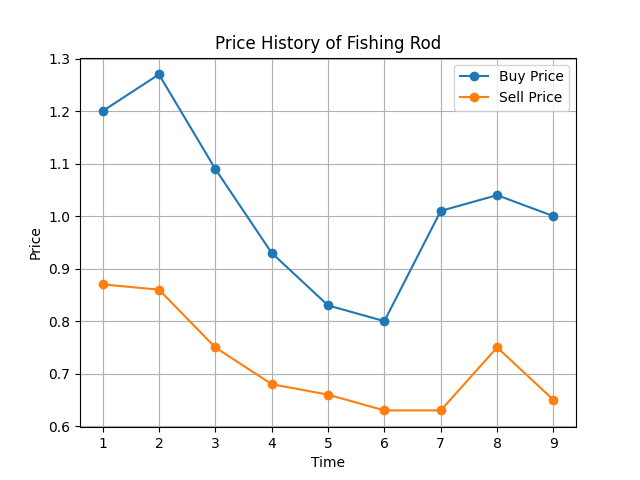 Price History of Fishing Rod
Buy Price
Sell Price
Price
1.3
1.2
1.1
1.0
0.9
0.8
0.7
0.6
1 2 3 4 5 6 7 8 9
Time